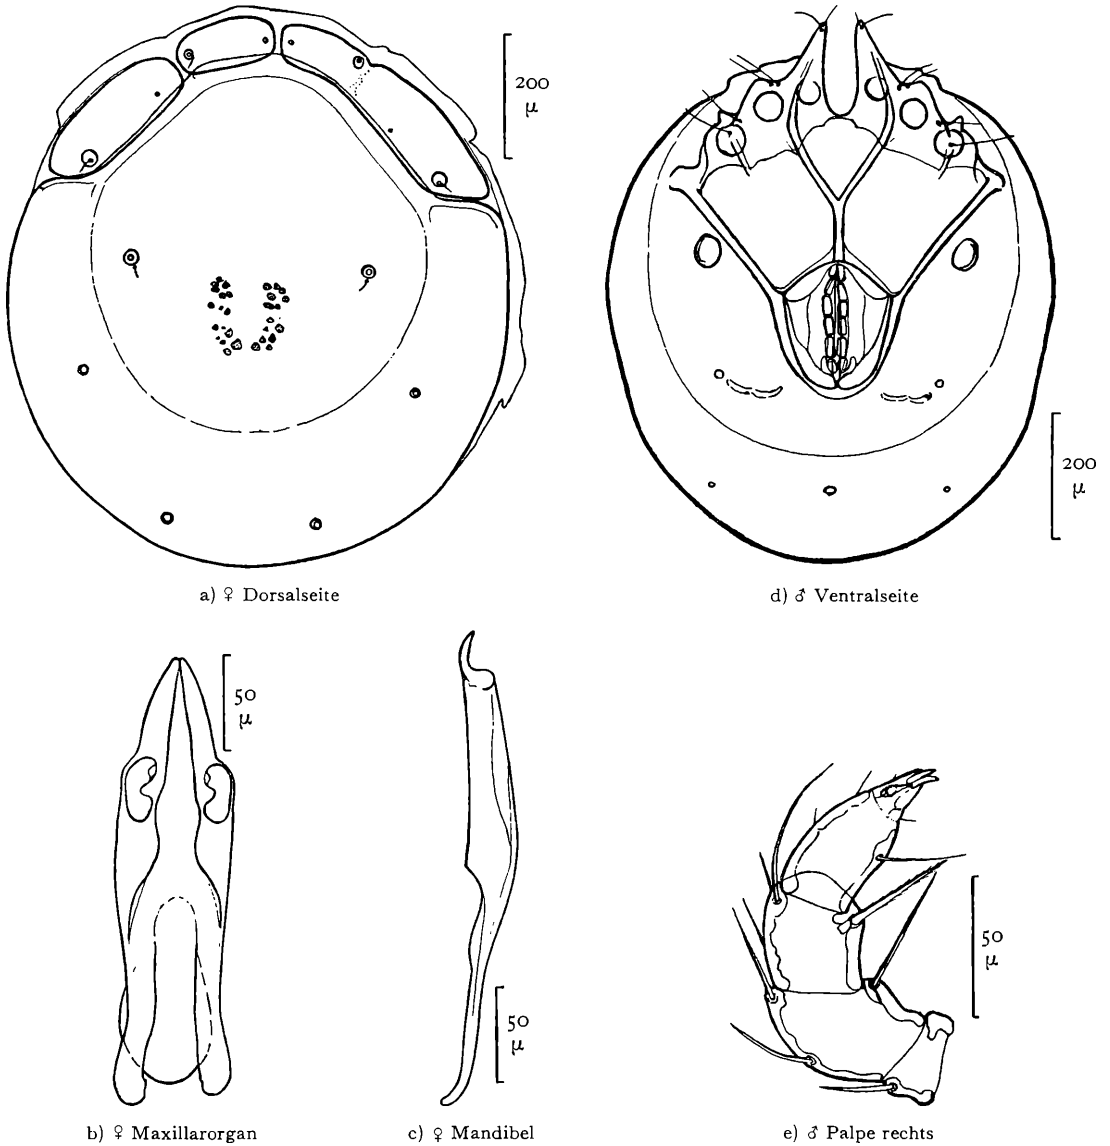 200
μ
200
μ
a) ♀ Dorsalseite
d) ♂ Ventralseite
50
μ
50
μ
50
μ
b) ♀ Maxillarorgan
c) ♀ Mandibel
e) ♂ Palpe rechts